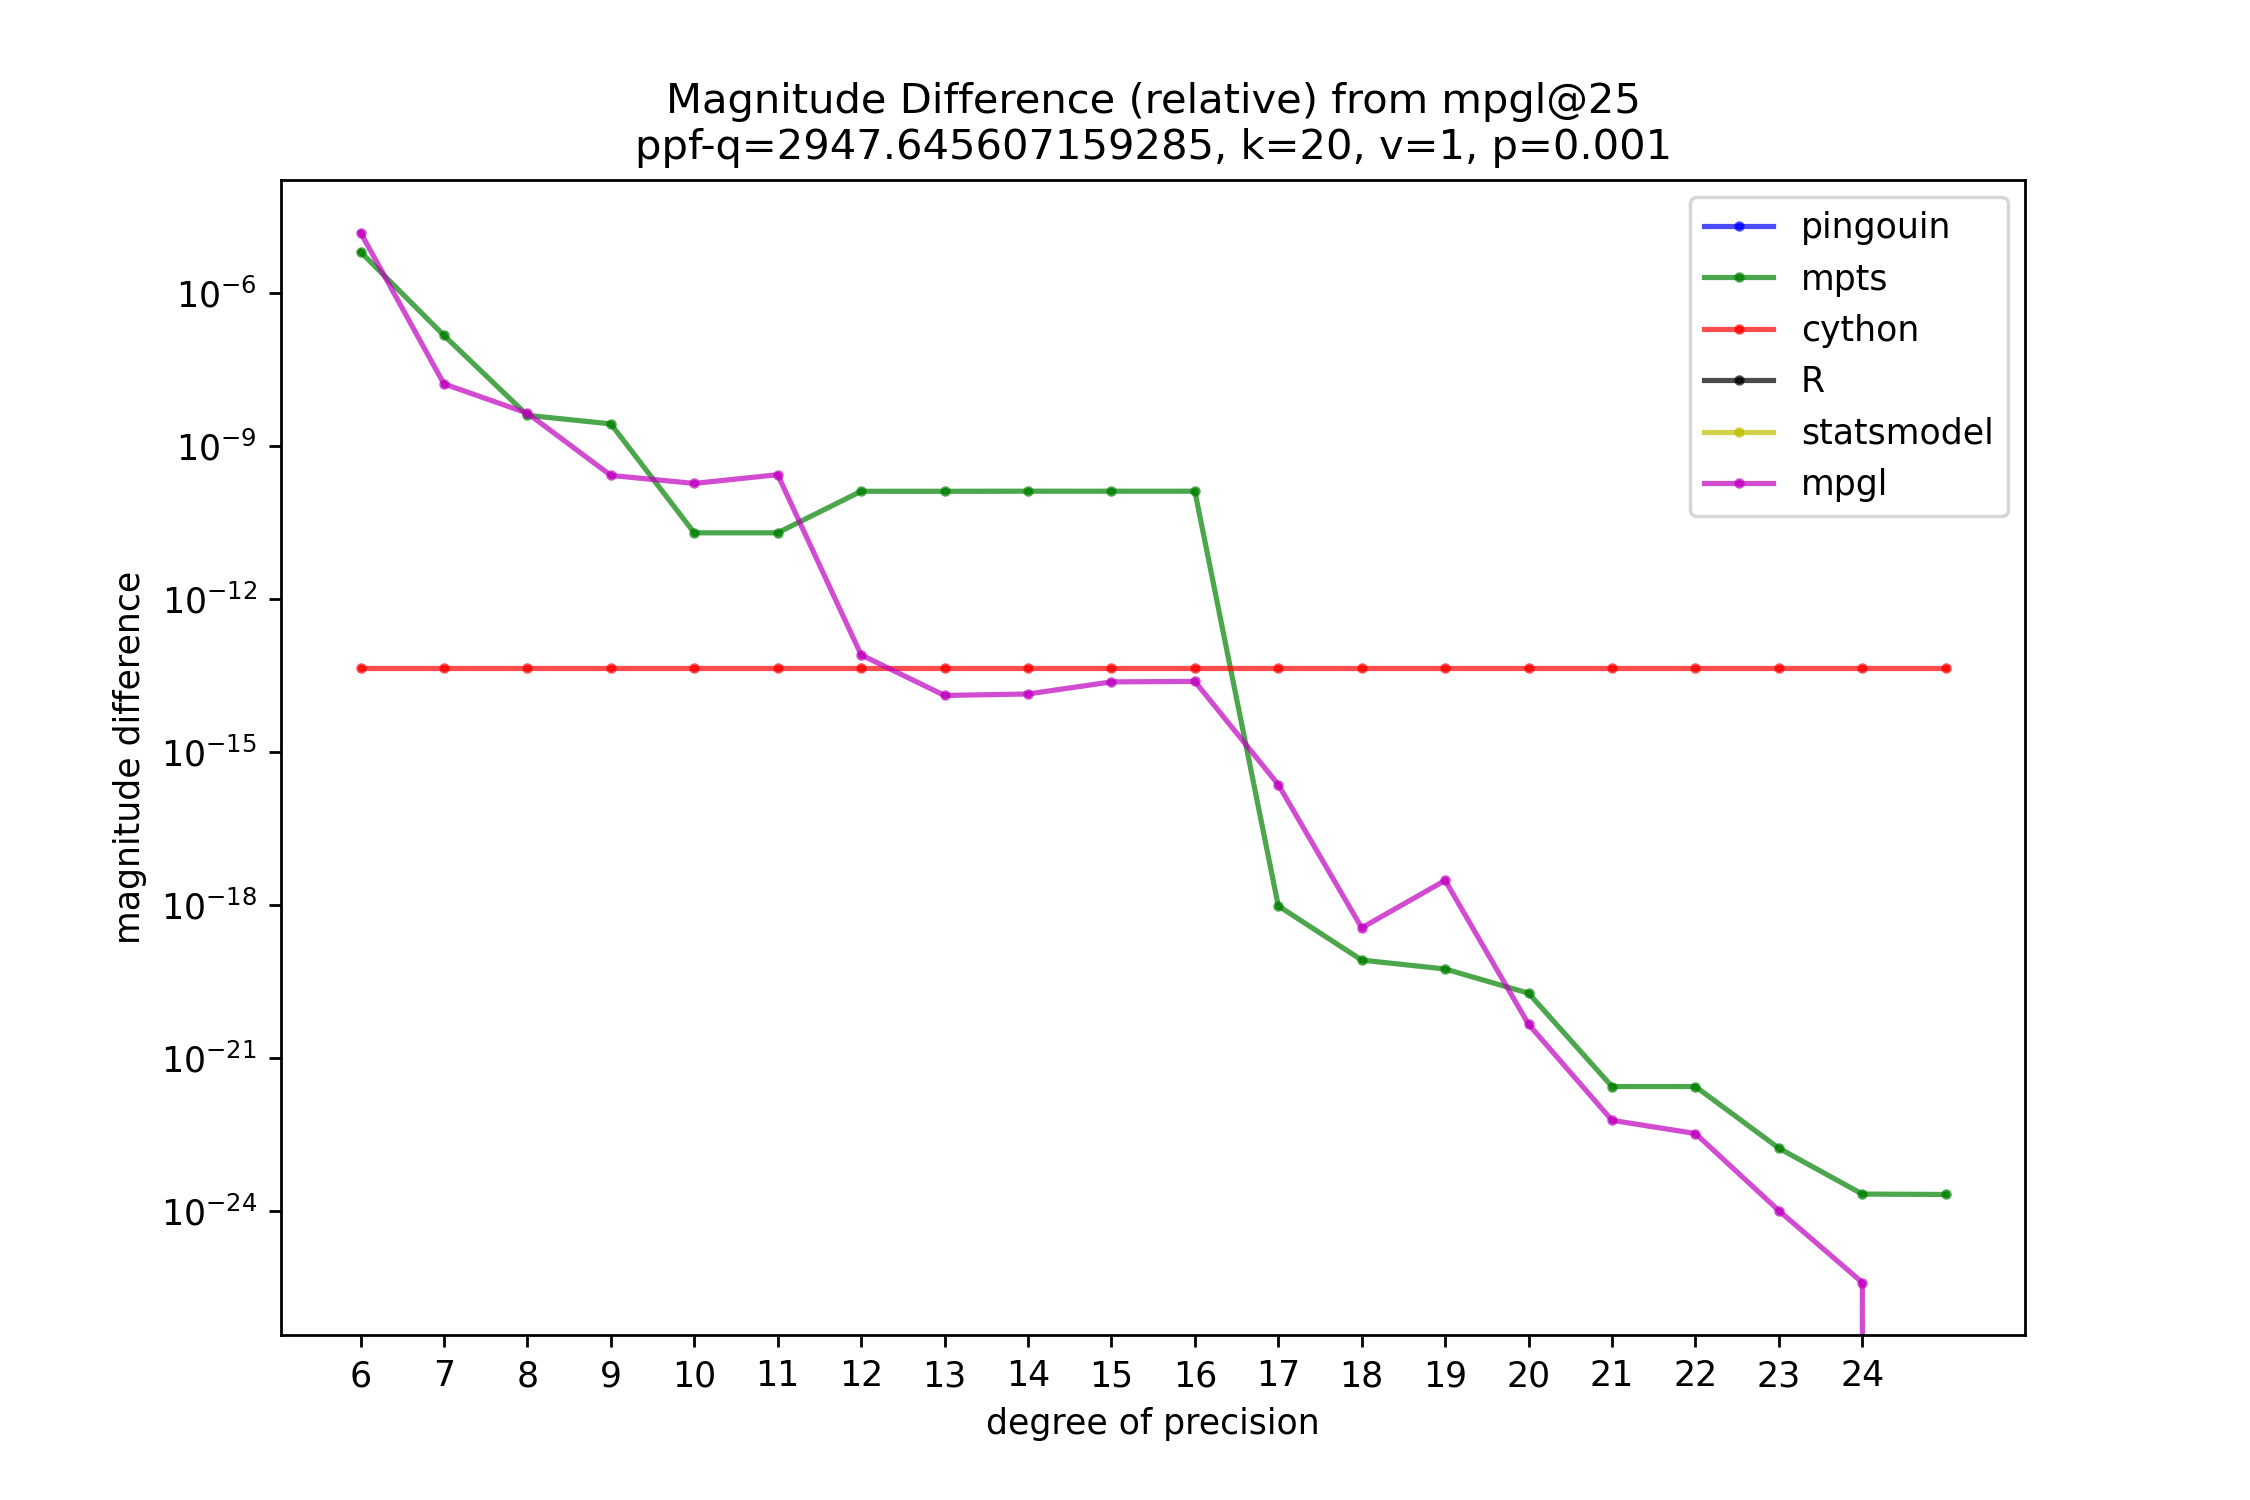 Magnitude Difference (relative) from mpgl@25
ppf-q=2947.645607159285, k=20, v=1, p=0.001
pingouin
mpts
cython
R
statsmodel
mpgl
magnitude difference
10⁻⁶
10⁻⁹
10⁻¹²
10⁻¹⁵
10⁻¹⁸
10⁻²¹
10⁻²⁴
6 7 8 9 10 11 12 13 14 15 16 17 18 19 20 21 22 23 24
degree of precision